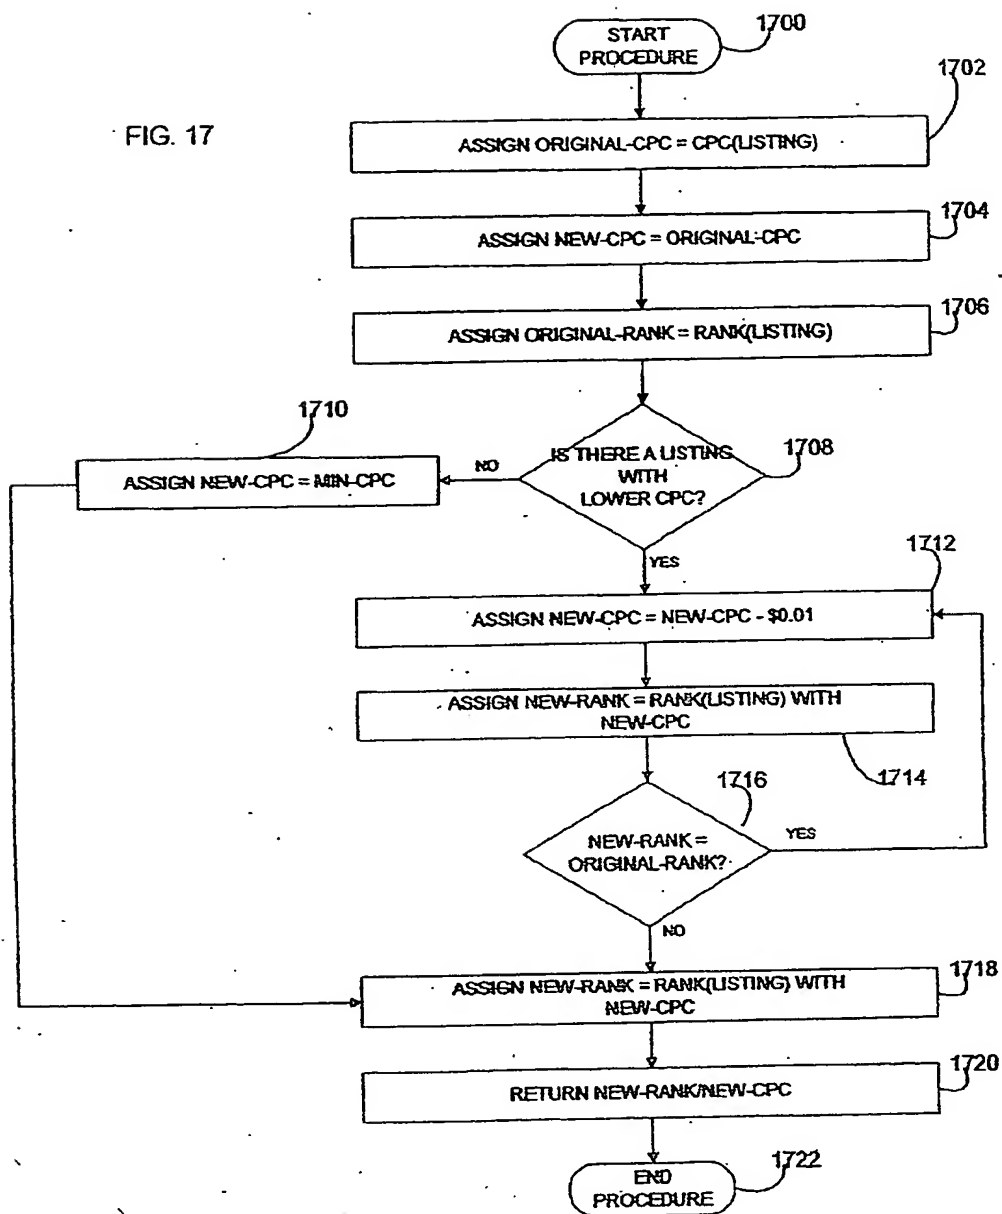 1700
START
PROCEDURE
1702
FIG. 17
ASSIGN ORIGINAL-CPC = CPC(LISTING)
1704
ASSIGN NEW-CPC = ORIGINAL-CPC
1706
ASSIGN ORIGINAL-RANK = RANK(LISTING)
1710
1708
IS THERE A LISTING
WITH
LOWER CPC?
NO
ASSIGN NEW-CPC = MIN-CPC
YES
1712
ASSIGN NEW-CPC = NEW-CPC - $0.01
ASSIGN NEW-RANK = RANK(LISTING) WITH
NEW-CPC
1714
1716
NEW-RANK =
ORIGINAL-RANK?
YES
NO
1718
ASSIGN NEW-RANK = RANK(LISTING) WITH
NEW-CPC
1720
RETURN NEW-RANK/NEW-CPC
1722
END
PROCEDURE